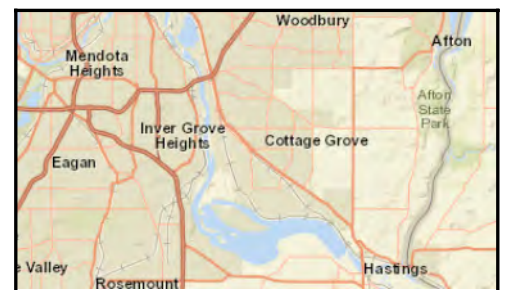 Woodbury
Afton
Mendota
Heights
Afton
State
Park
Inver Grove
Heights
Cottage Grove
Eagan
e Valley
Hastings
Rosemount